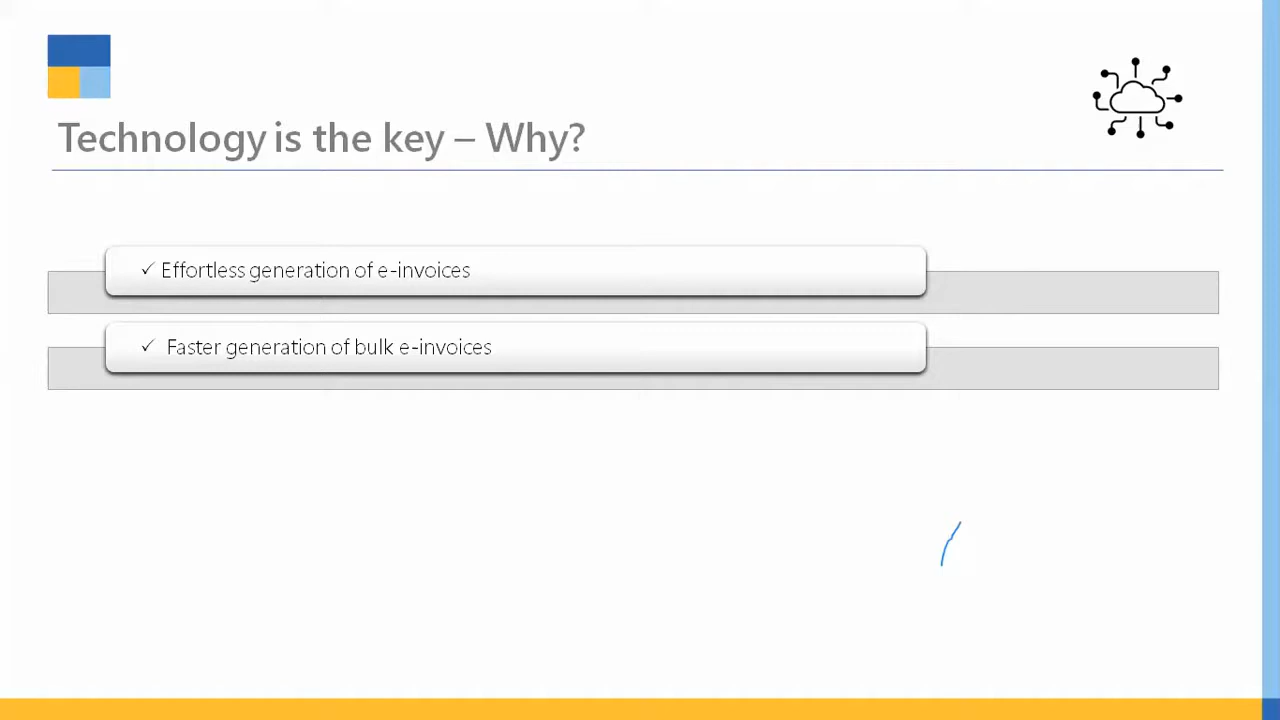 Technology is the key – Why?
✓ Effortless generation of e-invoices
✓ Faster generation of bulk e-invoices